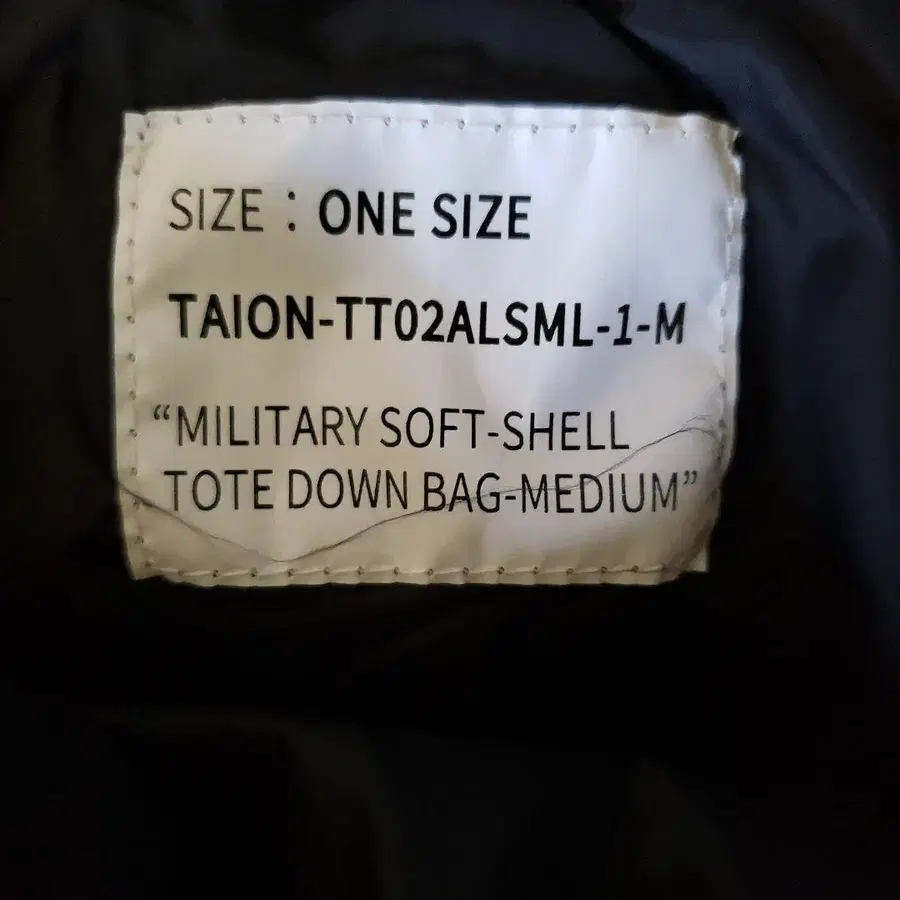 SIZE : ONE SIZE
TAION-TT02ALSML-1-M
“MILITARY SOFT-SHELL
TOTE DOWN BAG-MEDIUM”